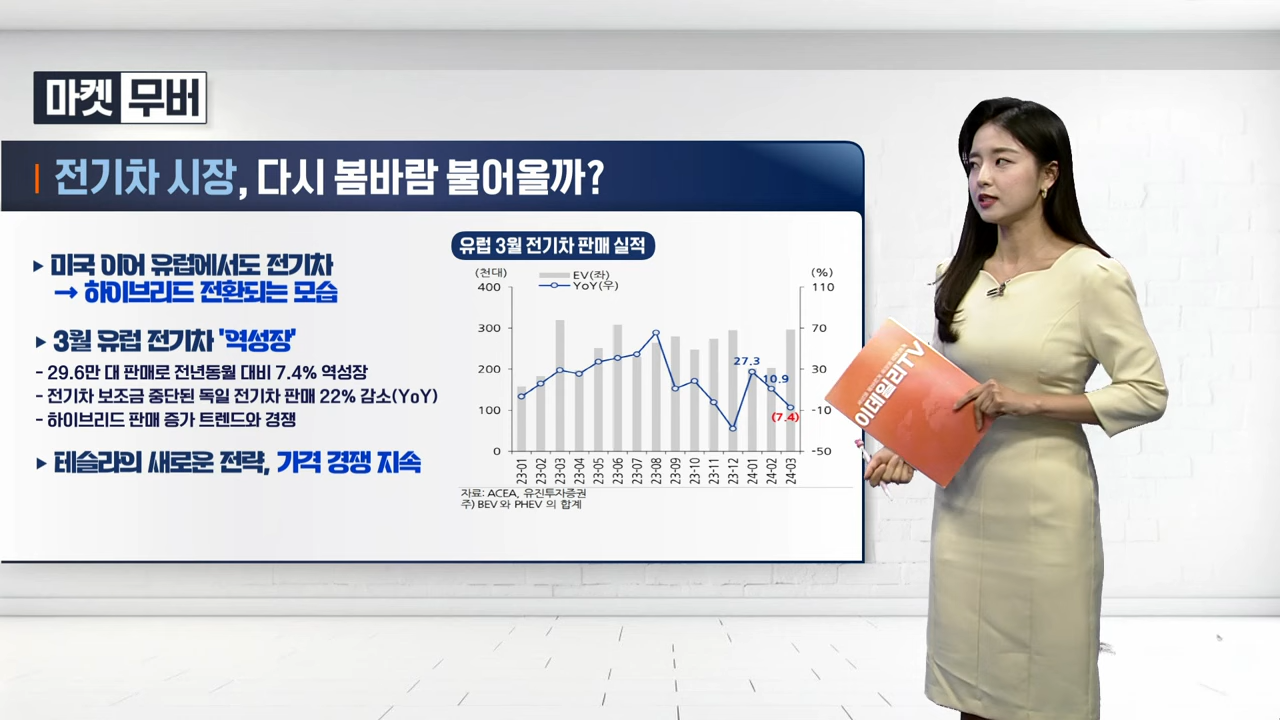 마켓 무버
전기차 시장, 다시 봄바람 불어올까?
▶ 미국 이어 유럽에서도 전기차
→ 하이브리드 전환되는 모습
▶ 3월 유럽 전기차 '역성장'
- 29.6만 대 판매로 전년동월 대비 7.4% 역성장
- 전기차 보조금 중단된 독일 전기차 판매 22% 감소(YoY)
- 하이브리드 판매 증가 트렌드와 경쟁
▶ 테슬라의 새로운 전략, 가격 경쟁 지속
유럽 3월 전기차 판매 실적
(천대)
EV(좌)
YoY(우)
(%)
400
300
200
100
0
110
70
30
-10
-50
27.3
10.9
(7.4)
23-01
23-02
23-03
23-04
23-05
23-06
23-07
23-08
23-09
23-10
23-11
23-12
24-01
24-02
24-03
자료: ACEA, 유진투자증권
주) BEV 와 PHEV 의 합계
이데일리TV